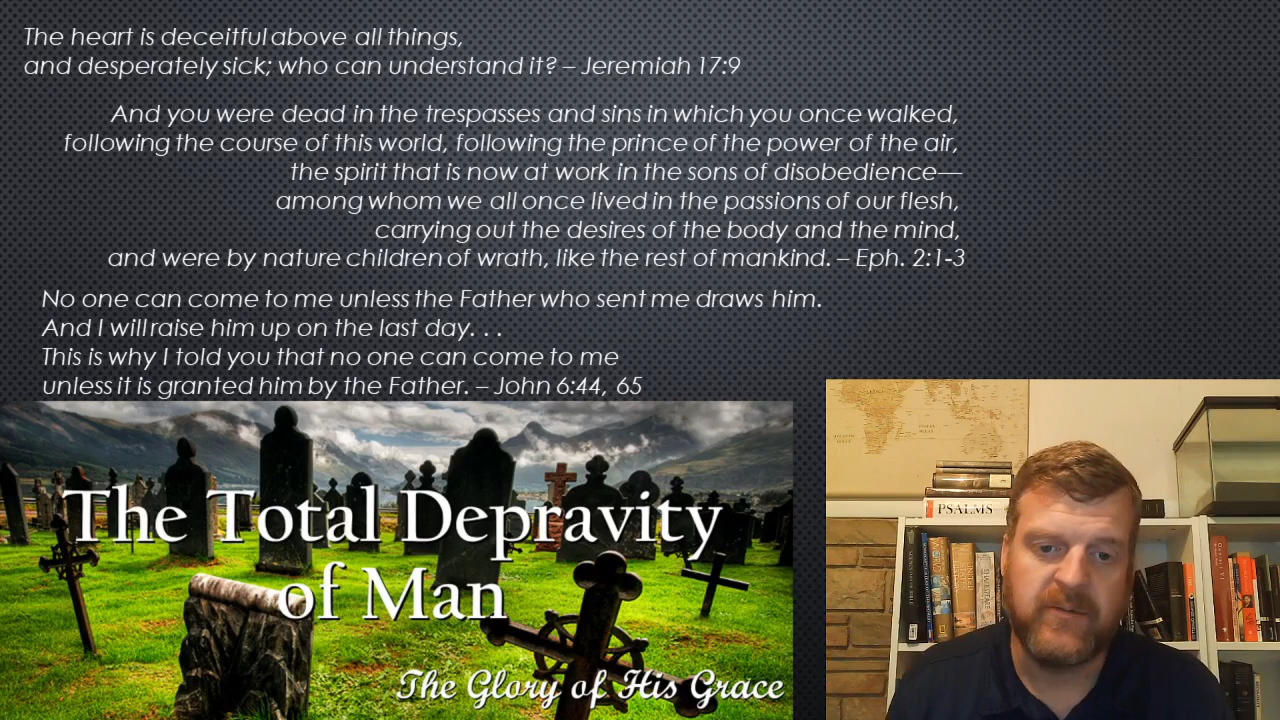 The heart is deceitful above all things,
and desperately sick; who can understand it? – Jeremiah 17:9
And you were dead in the trespasses and sins in which you once walked,
following the course of this world, following the prince of the power of the air,
the spirit that is now at work in the sons of disobedience—
among whom we all once lived in the passions of our flesh,
carrying out the desires of the body and the mind,
and were by nature children of wrath, like the rest of mankind. – Eph. 2:1-3
No one can come to me unless the Father who sent me draws him.
And I will raise him up on the last day. . .
This is why I told you that no one can come to me
unless it is granted him by the Father. – John 6:44, 65
The Total Depravity
of Man
The Glory of His Grace
PSALMS